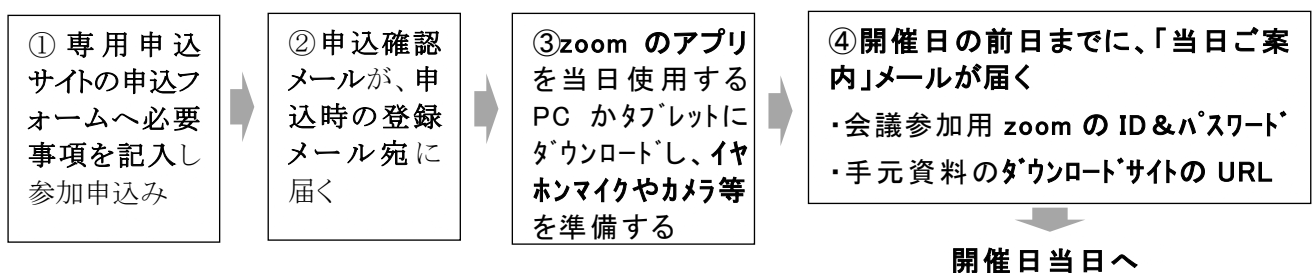 ①専用申込
サイトの申込フ
ォームへ必要
事項を記入し
参加申込み
②申込確認
メールが、申
込時の登録
メール宛に
届く
③zoom のアプリ
を当日使用する
PC かﾀﾌﾞﾚｯﾄに
ﾀﾞｳﾝﾛｰﾄﾞし、イヤ
ホンマイクやカメラ等
を準備する
④開催日の前日までに、「当日ご案
内」メールが届く
・会議参加用 zoom の ID＆ﾊﾟｽﾜｰﾄﾞ
・手元資料のﾀﾞｳﾝﾛｰﾄﾞサイトの URL
開催日当日へ